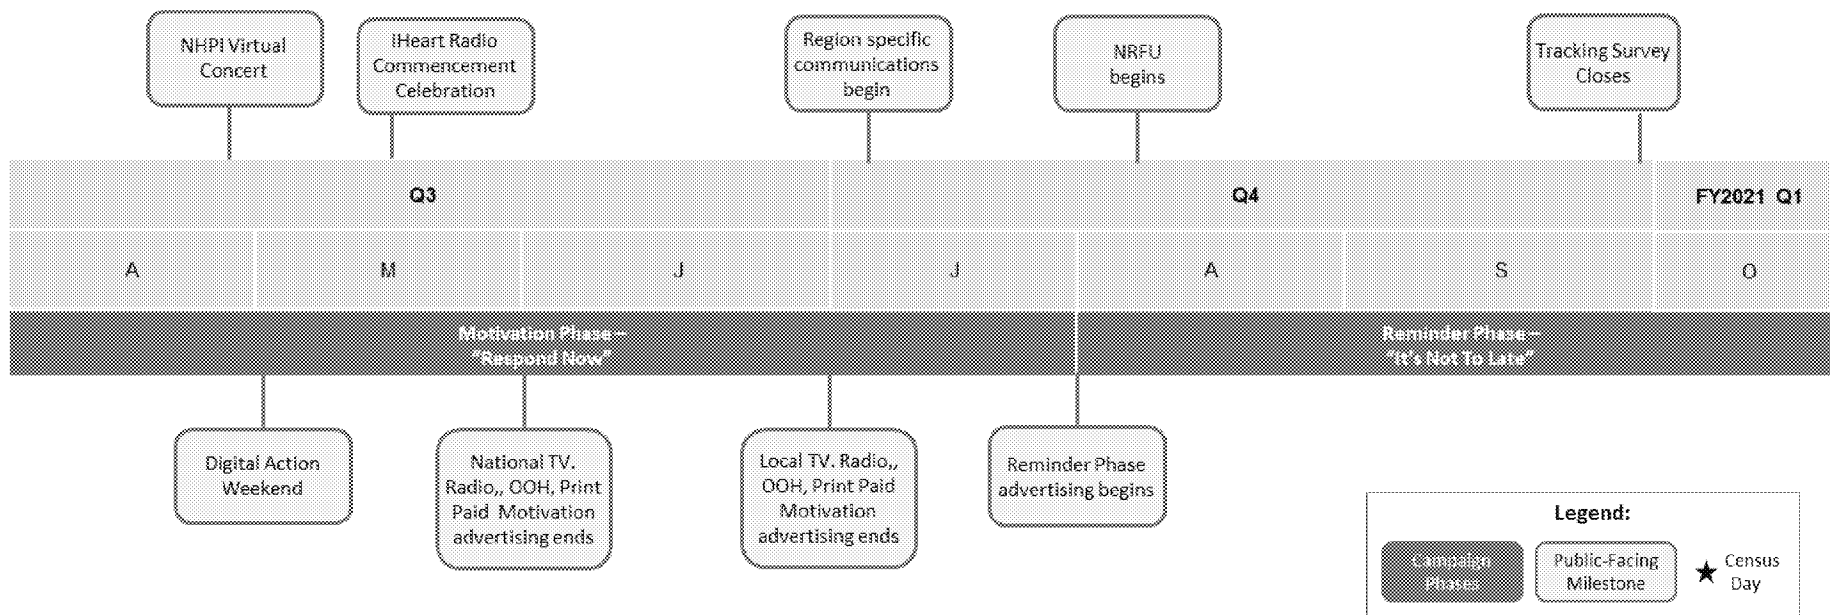 NHPI Virtual
Concert
iHeart Radio
Commencement
Celebration
Region specific
communications
begin
NRFU
begins
Tracking Survey
Closes
Q3
Q4
FY2021 Q1
A
M
J
J
A
S
O
Motivation Phase –
"Respond Now"
Reminder Phase –
"It's Not To Late"
Digital Action
Weekend
National TV.
Radio,, OOH, Print
Paid Motivation
advertising ends
Local TV. Radio,,
OOH, Print Paid
Motivation
advertising ends
Reminder Phase
advertising begins
Legend:
Campaign
Phases
Public-Facing
Milestone
Census
Day